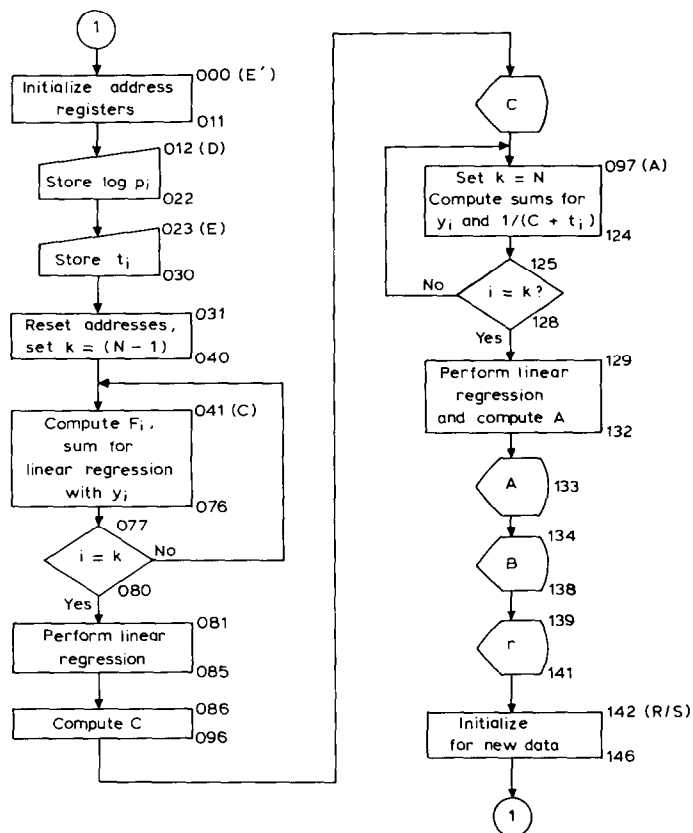 1
000 (E´)
Initialize address
registers
011
012 (D)
Store log pᵢ
022
023 (E)
Store tᵢ
030
031
Reset addresses,
set k = (N – 1)
040
041 (C)
Compute Fᵢ,
sum for
linear regression
with yᵢ
076
077
i = k
No
080
Yes
081
Perform linear
regression
085
086
Compute C
096
C
097 (A)
Set k = N
Compute sums for
yᵢ and 1/(C + tᵢ)
124
125
No
i = k?
128
Yes
129
Perform linear
regression
and compute A
132
A
133
134
B
138
139
r
141
142 (R/S)
Initialize
for new data
146
1